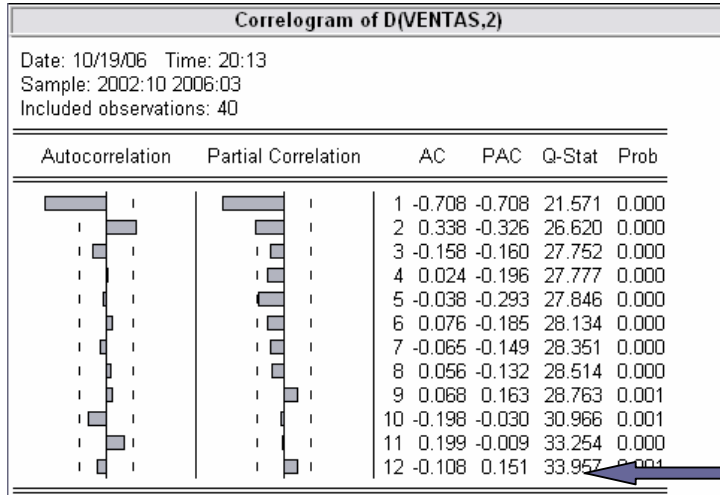 Correlogram of D(VENTAS,2)
Date: 10/19/06 Time: 20:13
Sample: 2002:10 2006:03
Included observations: 40
Autocorrelation Partial Correlation AC PAC Q-Stat Prob
1 -0.708 -0.708 21.571 0.000
2 0.338 -0.326 26.620 0.000
3 -0.158 -0.160 27.752 0.000
4 0.024 -0.196 27.777 0.000
5 -0.038 -0.293 27.846 0.000
6 0.076 -0.185 28.134 0.000
7 -0.065 -0.149 28.351 0.000
8 0.056 -0.132 28.514 0.000
9 0.068 0.163 28.763 0.001
10 -0.198 -0.030 30.966 0.001
11 0.199 -0.009 33.254 0.000
12 -0.108 0.151 33.957 0.001